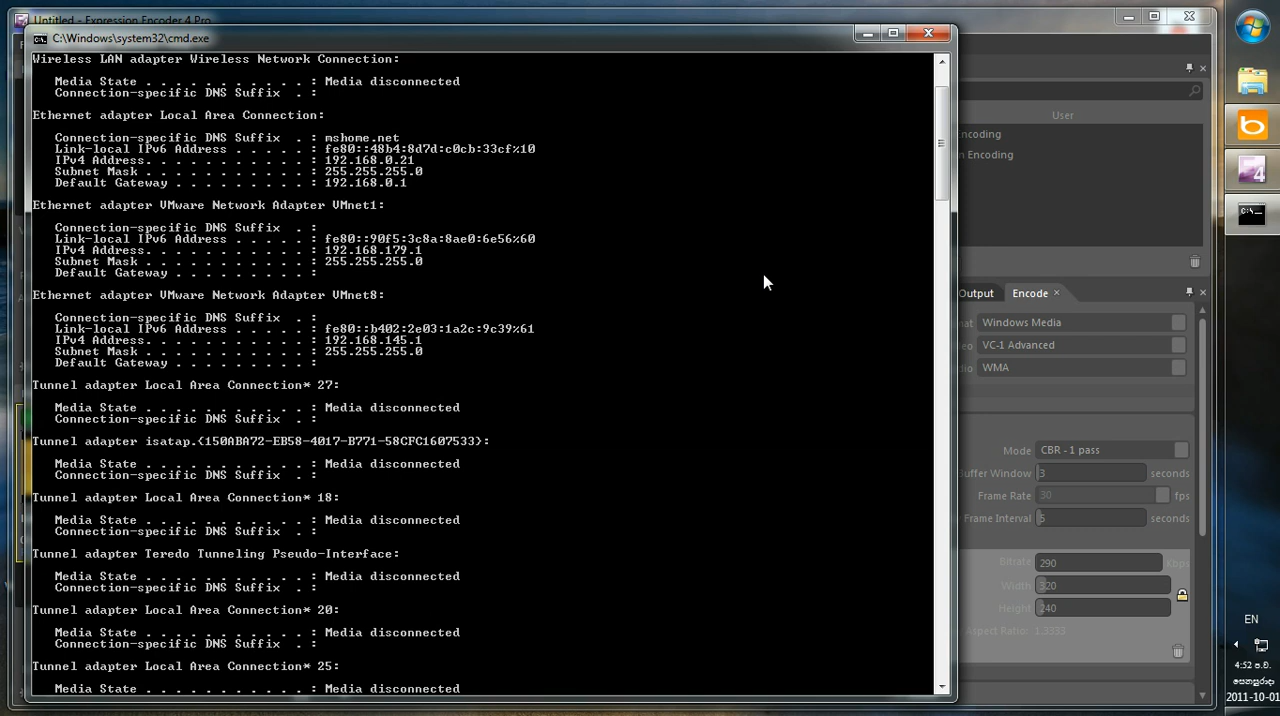 Untitled - Expression Encoder 4 Pro
C:\Windows\system32\cmd.exe
Wireless LAN adapter Wireless Network Connection:
Media State . . . . . . . . . . . : Media disconnected
Connection-specific DNS Suffix  . :
Ethernet adapter Local Area Connection:
Connection-specific DNS Suffix  . : mshome.net
Link-local IPv6 Address . . . . . : fe80::48b4:8d7d:c0cb:33cf%10
IPv4 Address. . . . . . . . . . . : 192.168.0.21
Subnet Mask . . . . . . . . . . . : 255.255.255.0
Default Gateway . . . . . . . . . : 192.168.0.1
Ethernet adapter VMware Network Adapter VMnet1:
Connection-specific DNS Suffix  . :
Link-local IPv6 Address . . . . . : fe80::90f5:3c8a:8ae0:6e56%60
IPv4 Address. . . . . . . . . . . : 192.168.179.1
Subnet Mask . . . . . . . . . . . : 255.255.255.0
Default Gateway . . . . . . . . . :
Ethernet adapter VMware Network Adapter VMnet8:
Connection-specific DNS Suffix  . :
Link-local IPv6 Address . . . . . : fe80::b402:2e03:1a2c:9c39%61
IPv4 Address. . . . . . . . . . . : 192.168.145.1
Subnet Mask . . . . . . . . . . . : 255.255.255.0
Default Gateway . . . . . . . . . :
Tunnel adapter Local Area Connection* 27:
Media State . . . . . . . . . . . : Media disconnected
Connection-specific DNS Suffix  . :
Tunnel adapter isatap.{150ABA72-EB58-4017-B771-58CFC1607533}:
Media State . . . . . . . . . . . : Media disconnected
Connection-specific DNS Suffix  . :
Tunnel adapter Local Area Connection* 18:
Media State . . . . . . . . . . . : Media disconnected
Connection-specific DNS Suffix  . :
Tunnel adapter Teredo Tunneling Pseudo-Interface:
Media State . . . . . . . . . . . : Media disconnected
Connection-specific DNS Suffix  . :
Tunnel adapter Local Area Connection* 20:
Media State . . . . . . . . . . . : Media disconnected
Connection-specific DNS Suffix  . :
Tunnel adapter Local Area Connection* 25:
Media State . . . . . . . . . . . : Media disconnected
User
Encoding
n Encoding
Output Encode
Windows Media
VC-1 Advanced
WMA
Mode CBR - 1 pass
Buffer Window 3 seconds
Frame Rate 30 fps
Frame Interval 5 seconds
Bitrate 290 Kbps
Width 320
Height 240
Aspect Ratio: 1.3333
EN
4:52 ප.ව.
සෙනසුරාදා
2011-10-01